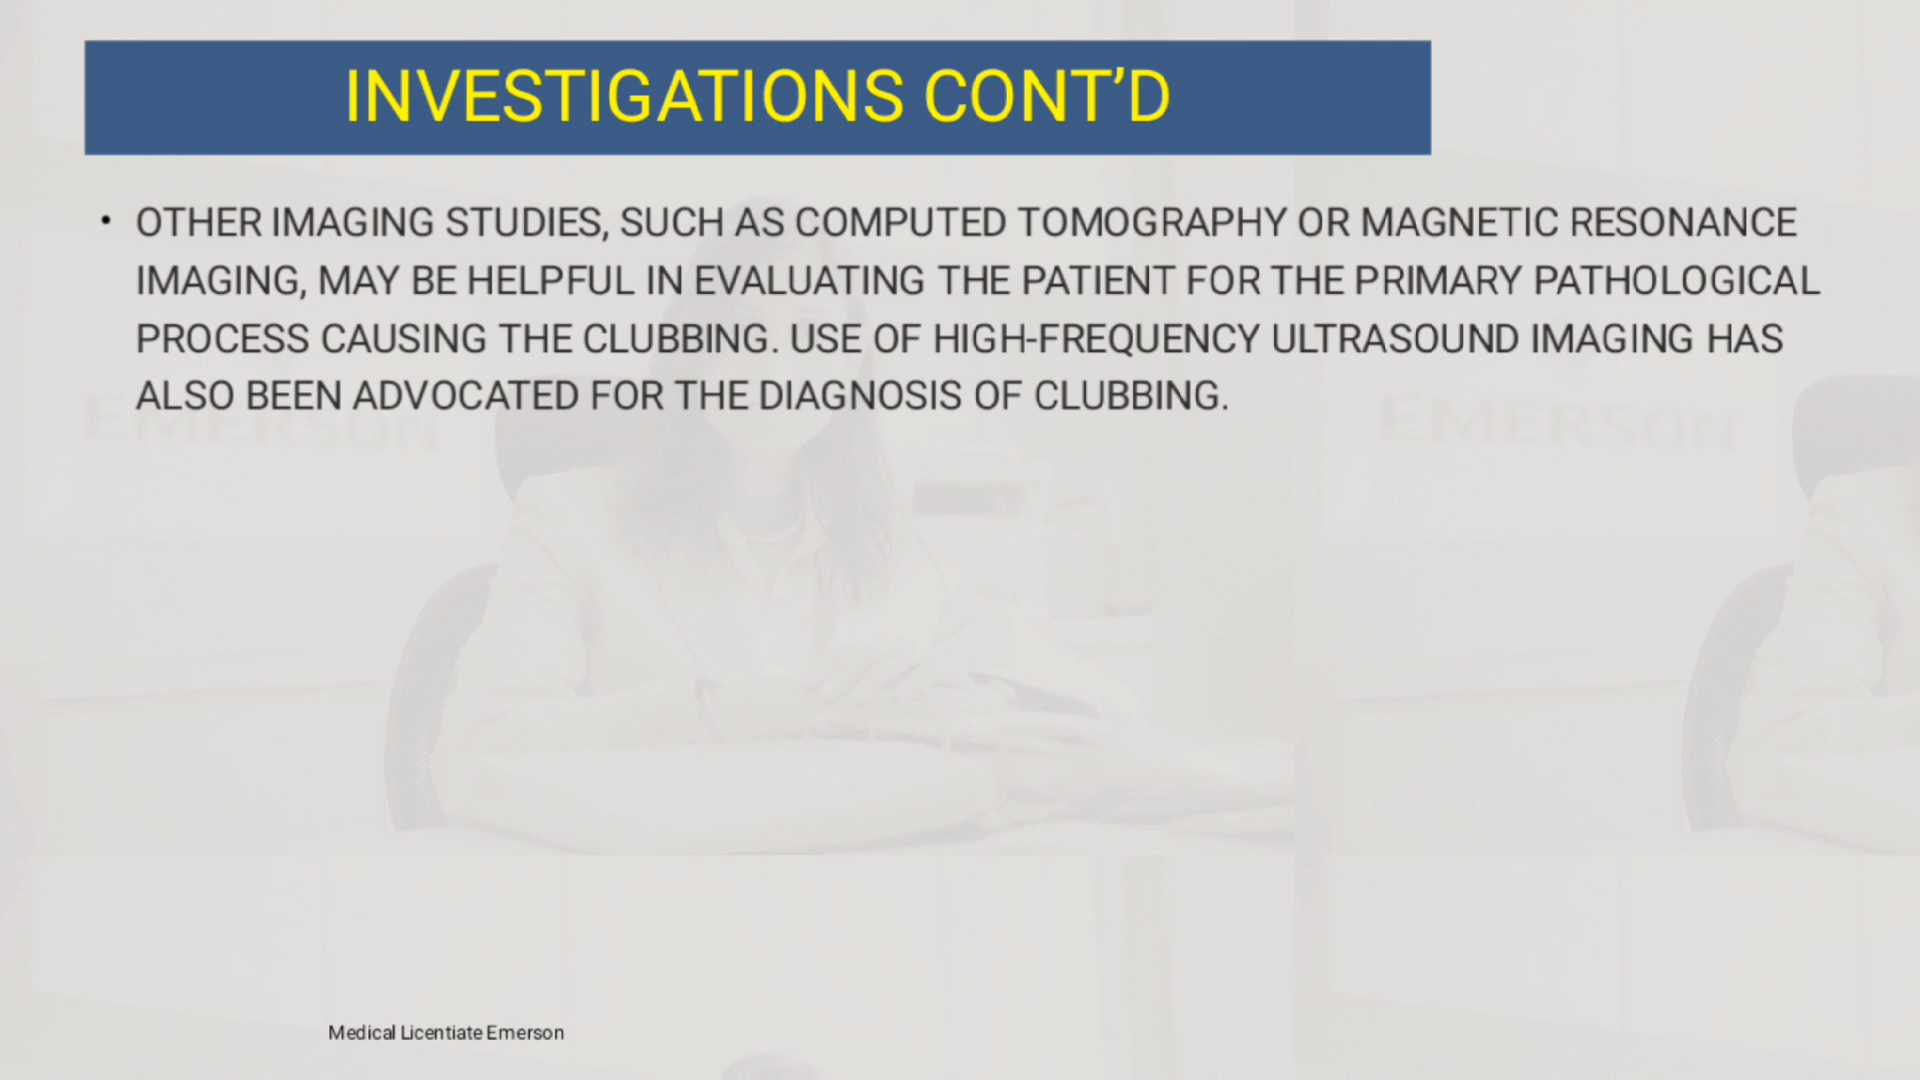 INVESTIGATIONS CONT’D
• OTHER IMAGING STUDIES, SUCH AS COMPUTED TOMOGRAPHY OR MAGNETIC RESONANCE
IMAGING, MAY BE HELPFUL IN EVALUATING THE PATIENT FOR THE PRIMARY PATHOLOGICAL
PROCESS CAUSING THE CLUBBING. USE OF HIGH-FREQUENCY ULTRASOUND IMAGING HAS
ALSO BEEN ADVOCATED FOR THE DIAGNOSIS OF CLUBBING.
EMERSON EMERSON
Medical Licentiate Emerson